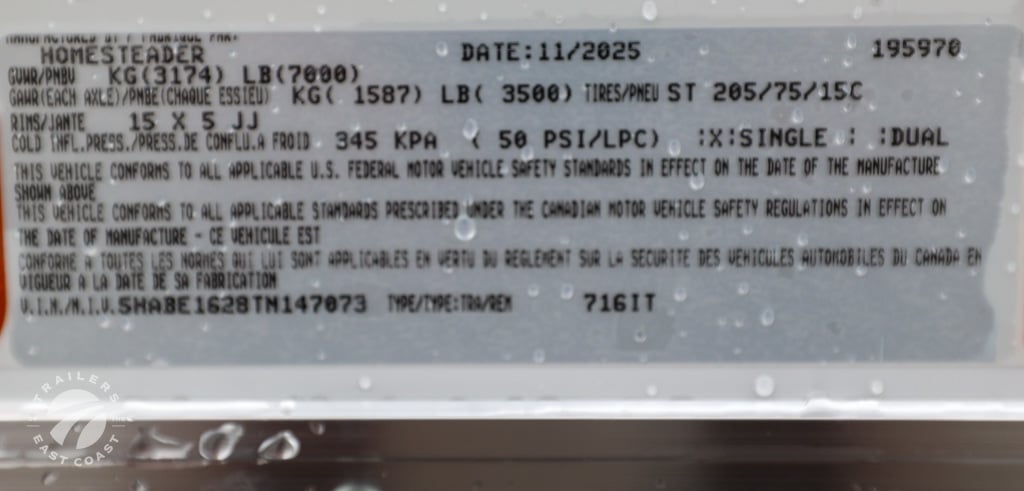 MANUFACTURED BY / FABRIQUE PAR:
HOMESTEADER DATE:11/2025 195970
GVWR/PNBV KG(3174) LB(7000)
GAWR(EACH AXLE)/PNBE(CHAQUE ESSIEU) KG( 1587) LB( 3500) TIRES/PNEU ST 205/75/15C
RIMS/JANTE 15 X 5 JJ
COLD INFL.PRESS./PRESS.DE CONFLU.A FROID 345 KPA ( 50 PSI/LPC) :X:SINGLE : :DUAL
THIS VEHICLE CONFORMS TO ALL APPLICABLE U.S. FEDERAL MOTOR VEHICLE SAFETY STANDARDS IN EFFECT ON THE DATE OF THE MANUFACTURE
SHOWN ABOVE
THIS VEHICLE CONFORMS TO ALL APPLICABLE STANDARDS PRESCRIBED UNDER THE CANADIAN MOTOR VEHICLE SAFETY REGULATIONS IN EFFECT ON
THE DATE OF MANUFACTURE - CE VEHICULE EST
CONFORME A TOUTES LES NORMES QUI LUI SONT APPLICABLES EN VERTU DU REGLEMENT SUR LA SECURITE DES VEHICULES AUTOMOBILES DU CANADA EN
VIGUEUR A LA DATE DE SA FABRICATION
V.I.N./N.I.V.5HABE1628TN147073 TYPE/TYPE:TRA/REM 716IT
TRAILERS
EAST COAST